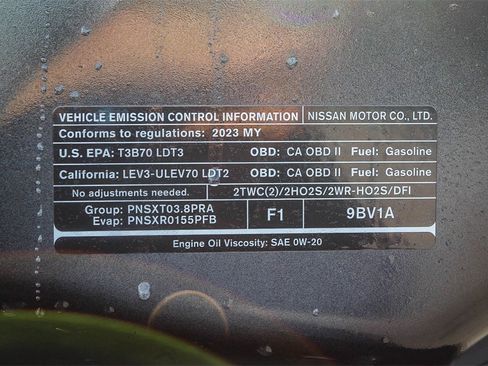 VEHICLE EMISSION CONTROL INFORMATION NISSAN MOTOR CO., LTD.
Conforms to regulations: 2023 MY
U.S. EPA: T3B70 LDT3 OBD: CA OBD II Fuel: Gasoline
California: LEV3-ULEV70 LDT2 OBD: CA OBD II Fuel: Gasoline
No adjustments needed. 2TWC(2)/2HO2S/2WR-HO2S/DFI
Group: PNSXT03.8PRA F1 9BV1A
Evap: PNSXR0155PFB
Engine Oil Viscosity: SAE 0W-20